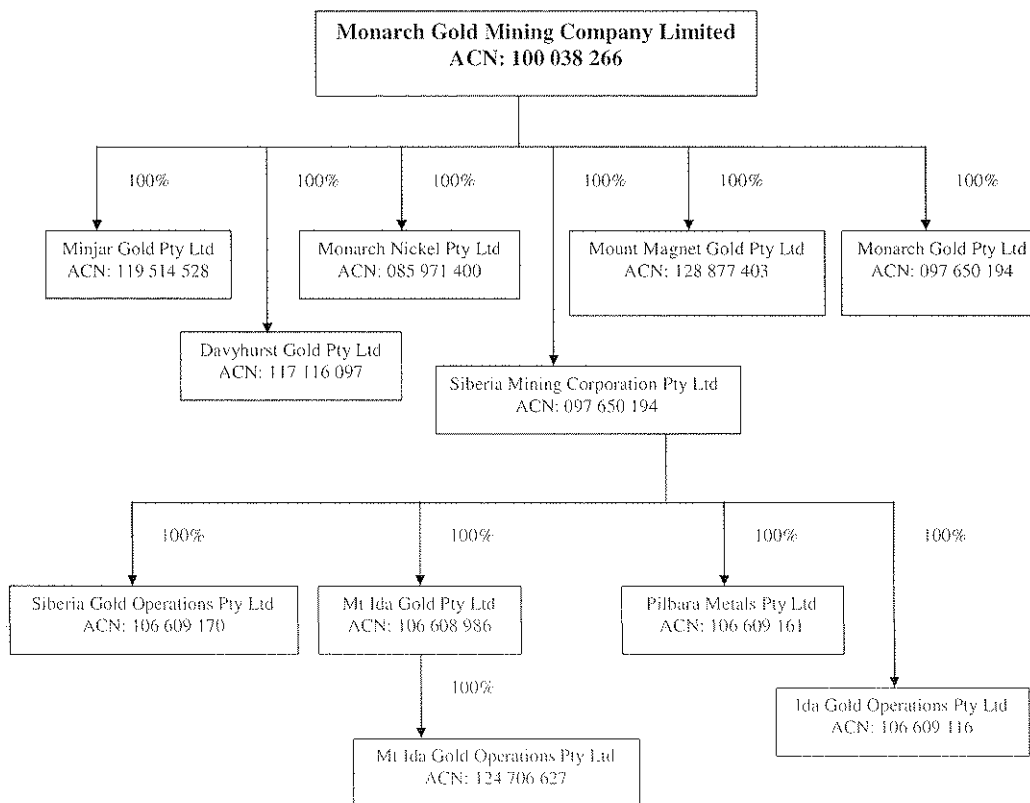 Monarch Gold Mining Company Limited
ACN: 100 038 266
100%
100%
100%
100%
100%
100%
Minjar Gold Pty Ltd
ACN: 119 514 528
Monarch Nickel Pty Ltd
ACN: 085 971 400
Mount Magnet Gold Pty Ltd
ACN: 128 877 403
Monarch Gold Pty Ltd
ACN: 097 650 194
Davyhurst Gold Pty Ltd
ACN: 117 116 097
Siberia Mining Corporation Pty Ltd
ACN: 097 650 194
100%
100%
100%
100%
Siberia Gold Operations Pty Ltd
ACN: 106 609 170
Mt Ida Gold Pty Ltd
ACN: 106 608 986
Pilbara Metals Pty Ltd
ACN: 106 609 161
100%
Ida Gold Operations Pty Ltd
ACN: 106 609 116
Mt Ida Gold Operations Pty Ltd
ACN: 124 706 627